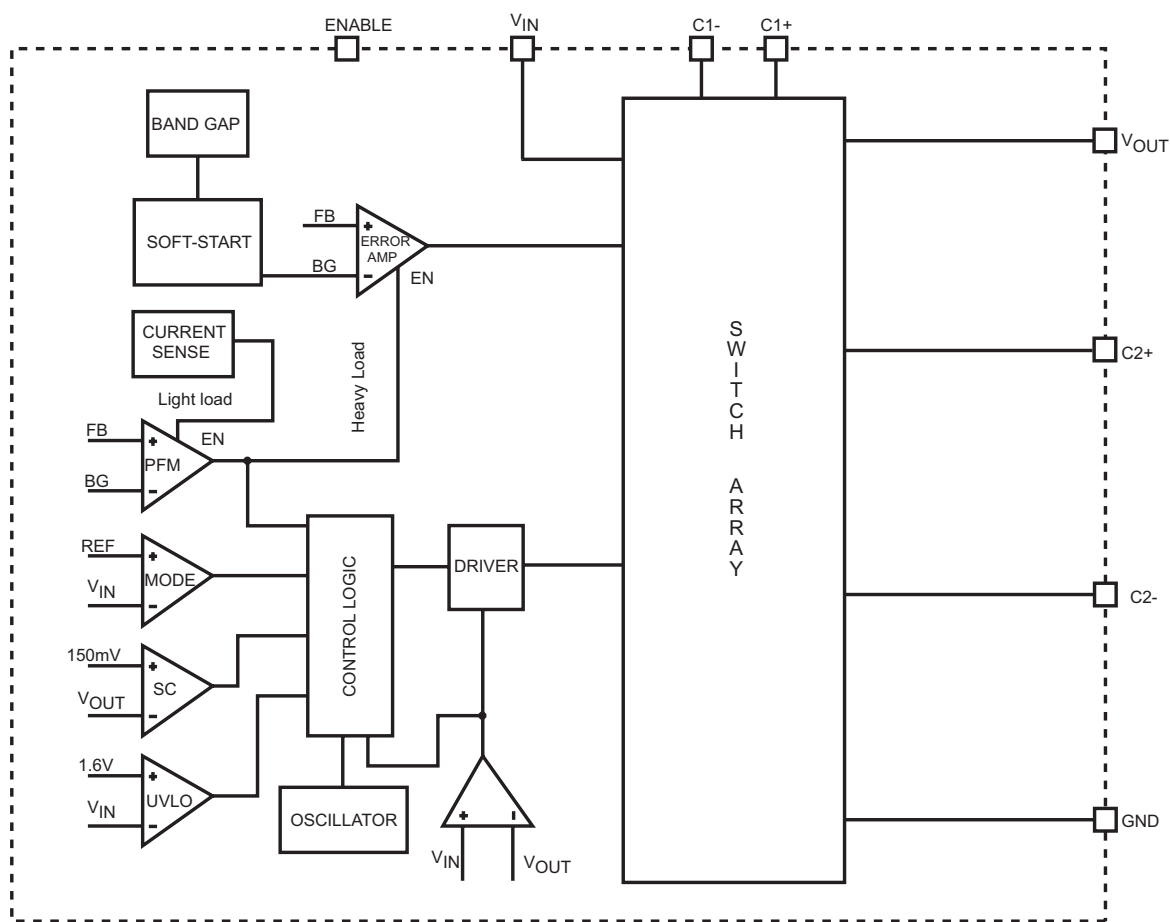 ENABLE
VIN
C1-
C1+
BAND GAP
VOUT
SOFT-START
FB
+
ERROR
AMP
BG
-
EN
CURRENT
SENSE
Light load
Heavy Load
SWITCH ARRAY
C2+
FB
+
EN
PFM
BG
-
REF
+
MODE
VIN
-
CONTROL LOGIC
DRIVER
C2-
150mV
+
SC
VOUT
-
1.6V
+
UVLO
VIN
-
OSCILLATOR
+
-
VIN
VOUT
GND